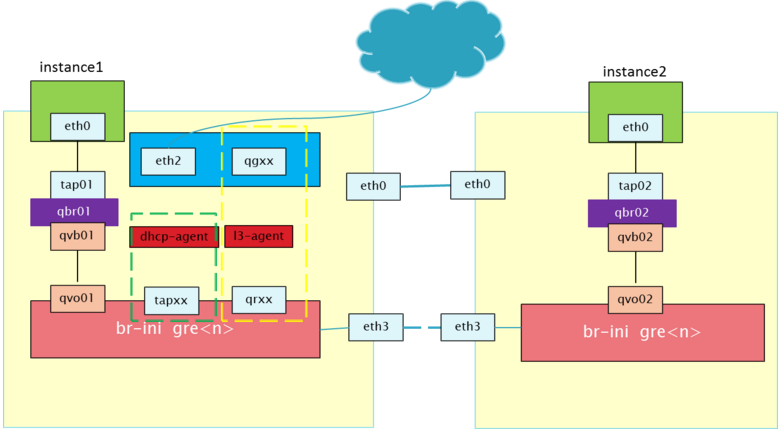 instance1
instance2
eth0
eth0
eth2
qgxx
tap01
eth0
eth0
tap02
qbr01
qbr02
qvb01
dhcp-agent
l3-agent
qvb02
qvo01
tapxx
qrxx
qvo02
br-ini gre<n>
eth3
eth3
br-ini gre<n>